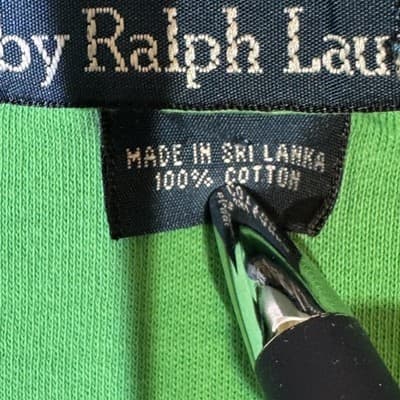 by Ralph Lau
MADE IN SRI LANKA
100% COTTON